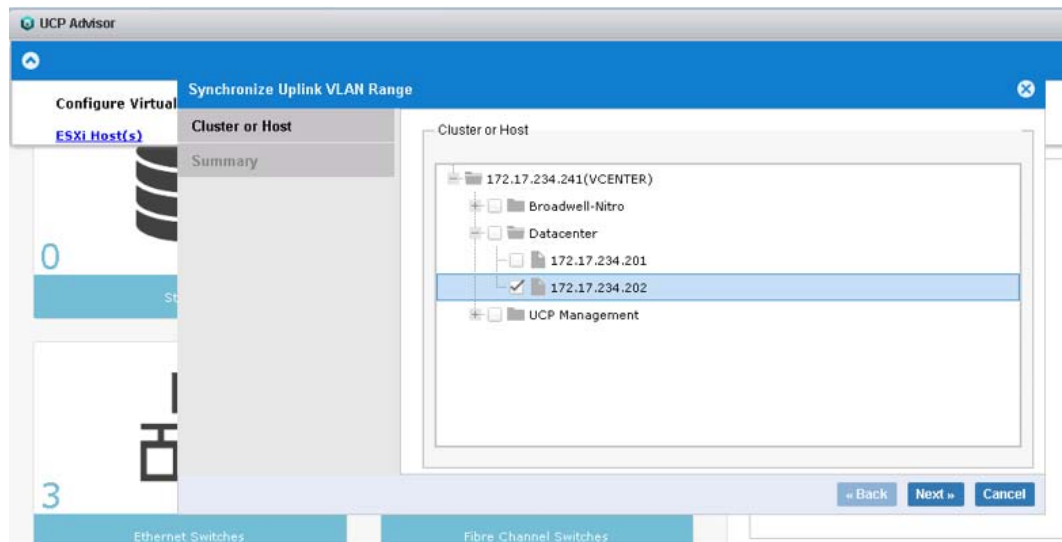 UCP Advisor
Synchronize Uplink VLAN Range
Configure Virtual
ESXi Host(s)
Cluster or Host
Summary
Cluster or Host
172.17.234.241(VCENTER)
Broadwell-Nitro
Datacenter
172.17.234.201
172.17.234.202
UCP Management
0
St
3
« Back
Next »
Cancel
Ethernet Switches
Fibre Channel Switches